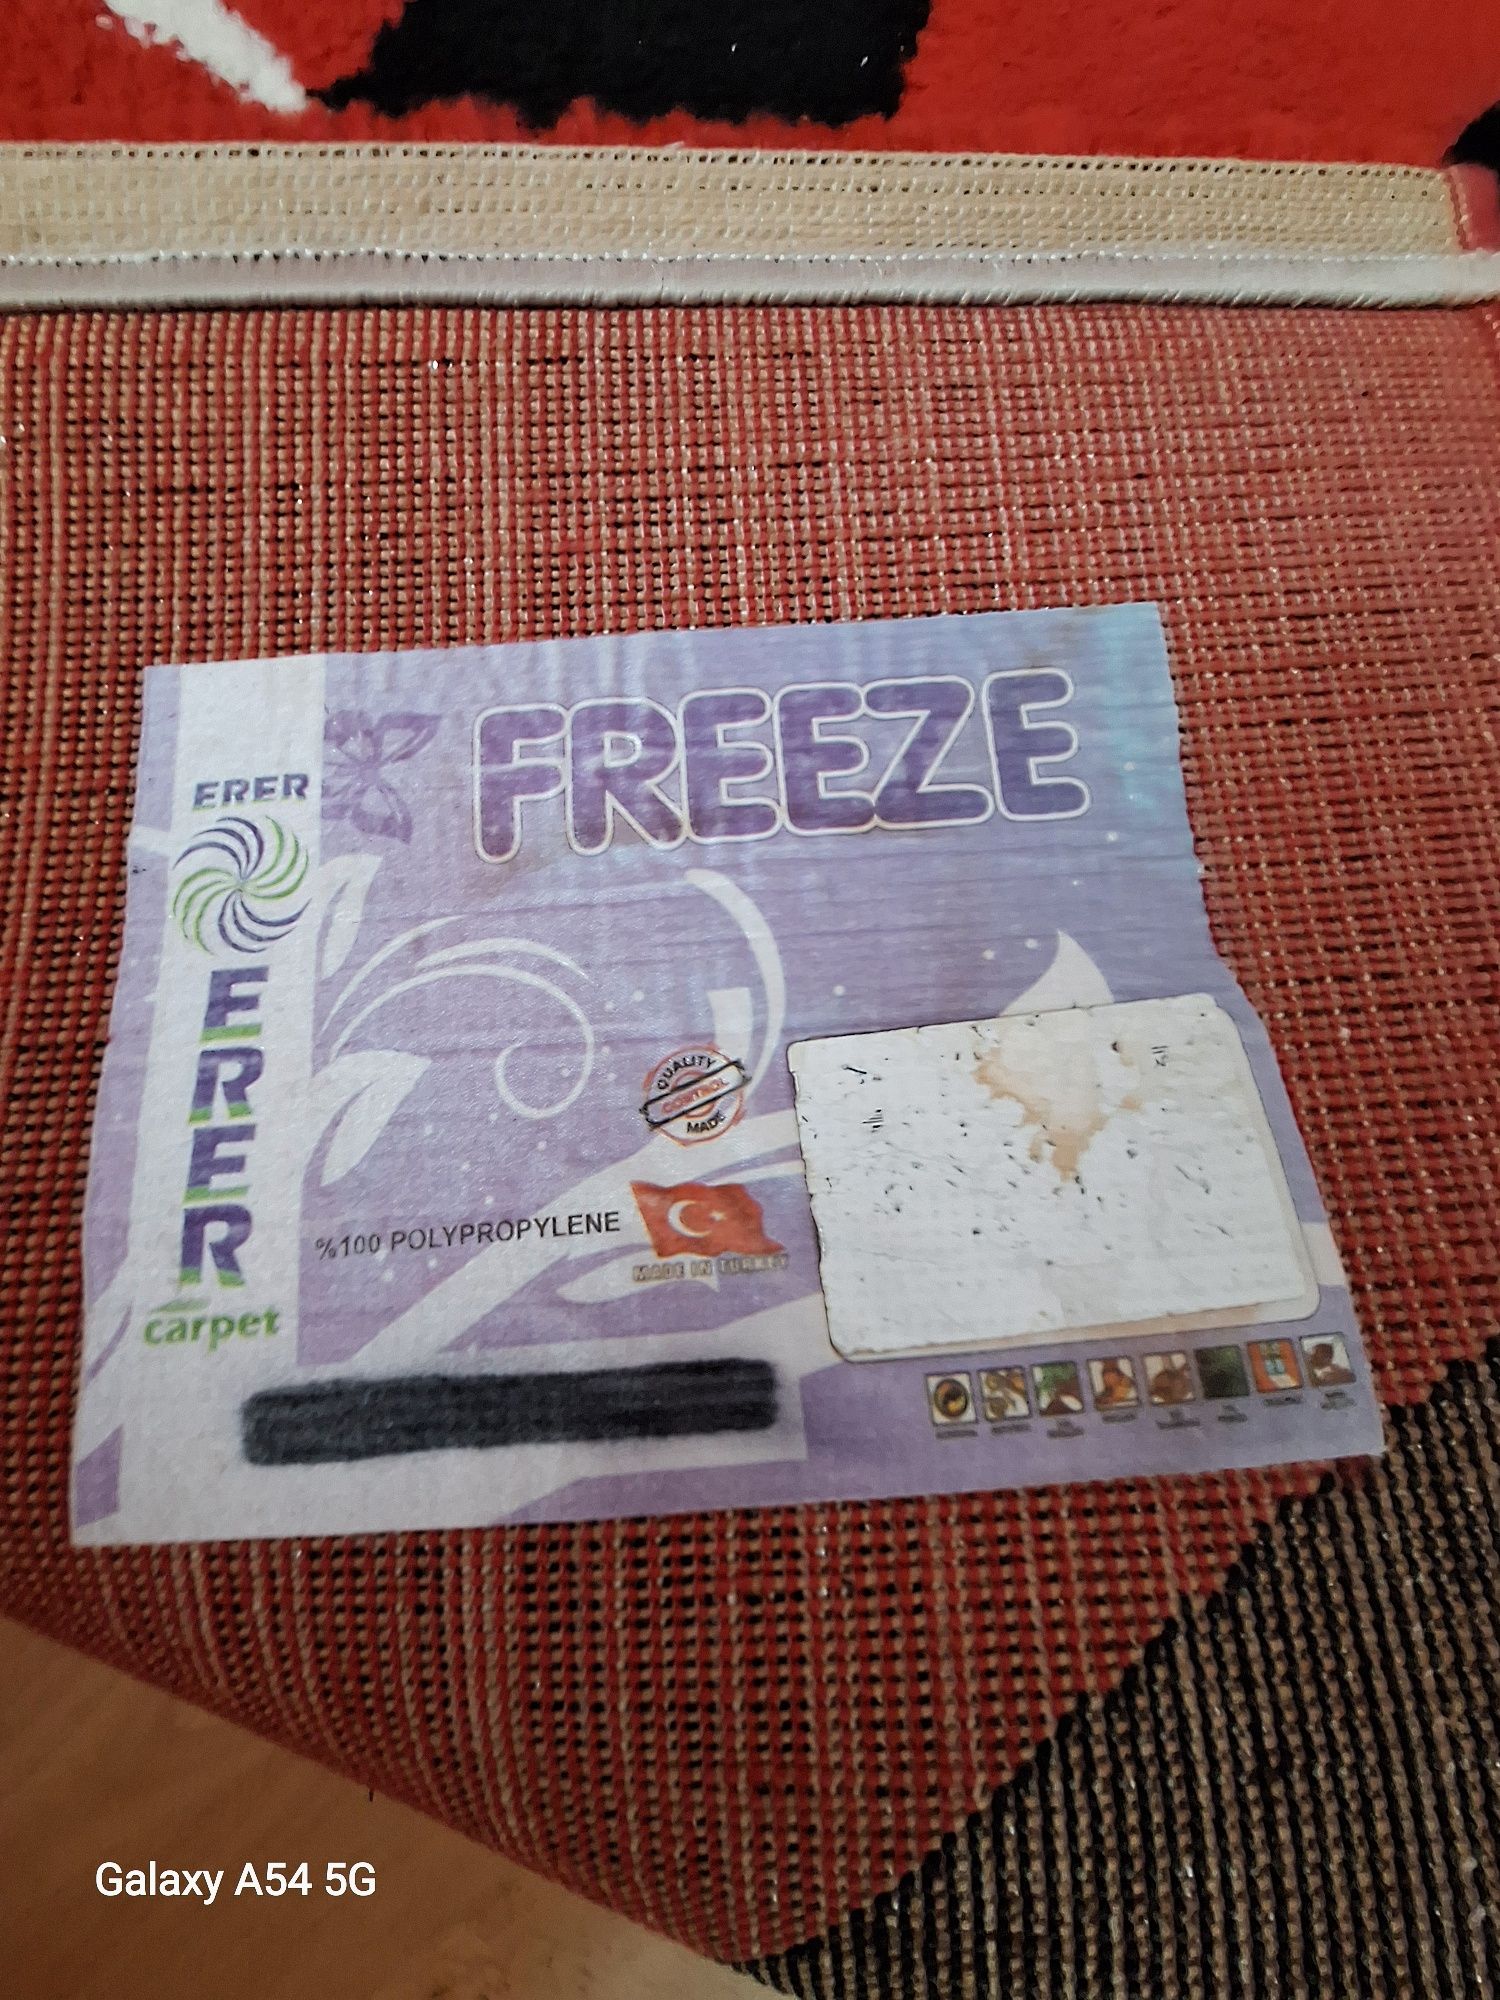 FREEZE
ERER
ERER
carpet
QUALITY
CONTROL
MADE
%100 POLYPROPYLENE
MADE IN TURKEY
Galaxy A54 5G